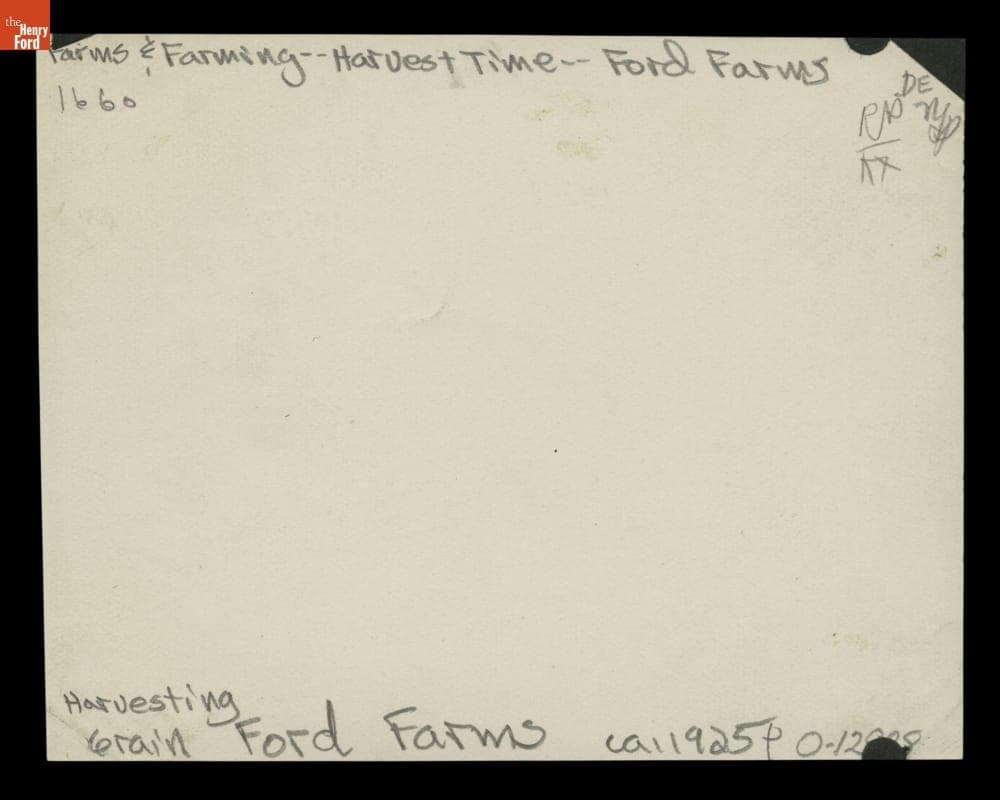 the
Henry
Ford
Farms & Farming--Harvest Time-- Ford Farms
1660
DE
Harvesting
Grain Ford Farms ca.1925